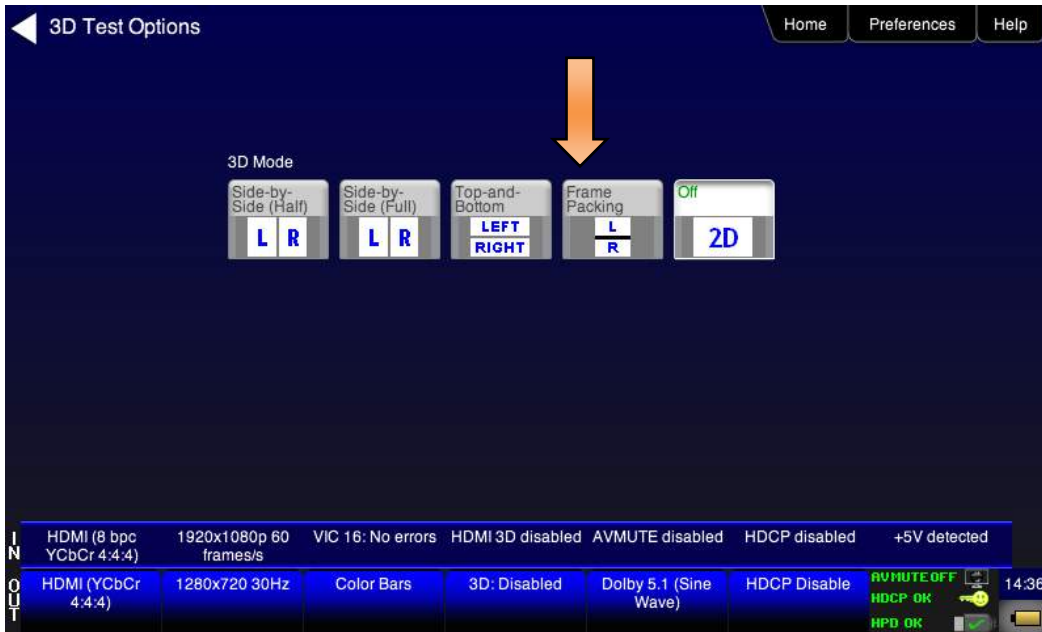 3D Test Options
Home
Preferences
Help
3D Mode
Side-by-
Side (Half)
L R
Side-by-
Side (Full)
L R
Top-and-
Bottom
LEFT
RIGHT
Frame
Packing
L
R
Off
2D
IN
HDMI (8 bpc
YCbCr 4:4:4)
1920x1080p 60
frames/s
VIC 16: No errors
HDMI 3D disabled
AVMUTE disabled
HDCP disabled
+5V detected
OUT
HDMI (YCbCr
4:4:4)
1280x720 30Hz
Color Bars
3D: Disabled
Dolby 5.1 (Sine
Wave)
HDCP Disable
AVMUTE OFF
HDCP OK
HPD OK
14:36